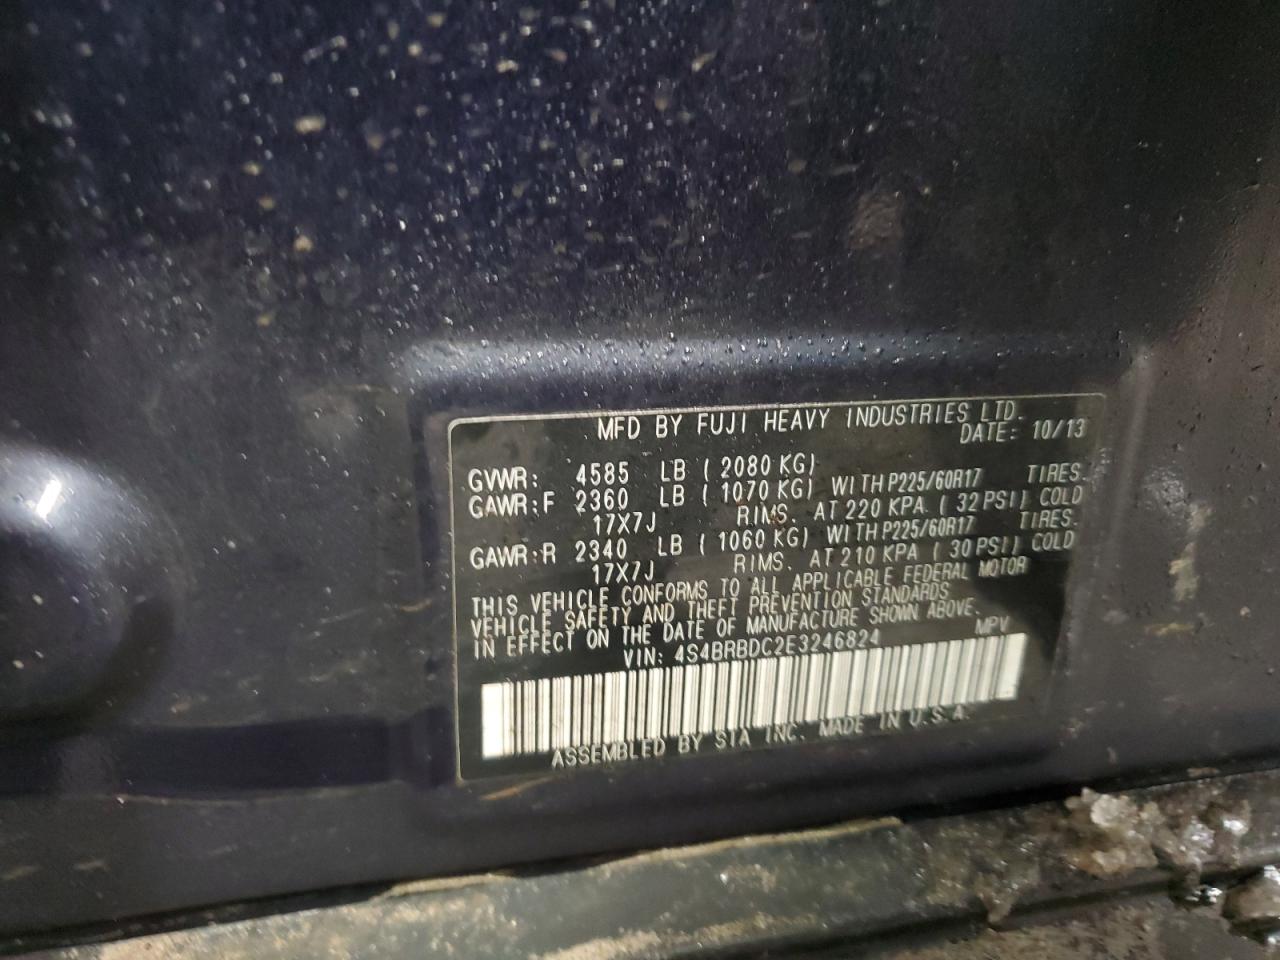 MFD BY FUJI HEAVY INDUSTRIES LTD.
DATE: 10/13
GVWR: 4585 LB ( 2080 KG)
GAWR:F 2360 LB ( 1070 KG) WITH P225/60R17 TIRES.
17X7J RIMS. AT 220 KPA ( 32 PSI) COLD
GAWR:R 2340 LB ( 1060 KG) WITH P225/60R17 TIRES.
17X7J RIMS. AT 210 KPA ( 30 PSI) COLD
THIS VEHICLE CONFORMS TO ALL APPLICABLE FEDERAL MOTOR
VEHICLE SAFETY AND THEFT PREVENTION STANDARDS
IN EFFECT ON THE DATE OF MANUFACTURE SHOWN ABOVE.
VIN: 4S4BRBDC2E3246824 MPV
ASSEMBLED BY SIA INC. MADE IN U.S.A.